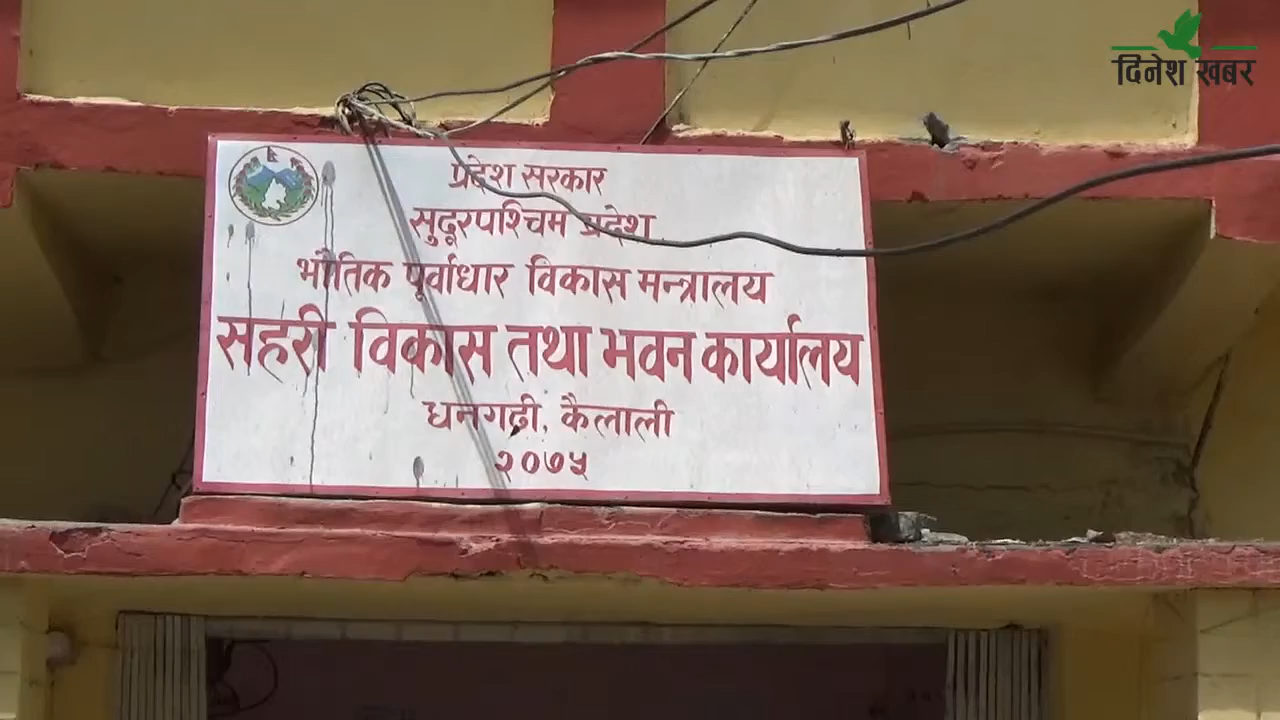 दिनेश खबर
प्रदेश सरकार
सुदूरपश्चिम प्रदेश
भौतिक पूर्वाधार विकास मन्त्रालय
सहरी विकास तथा भवन कार्यालय
धनगढी, कैलाली
२०७५